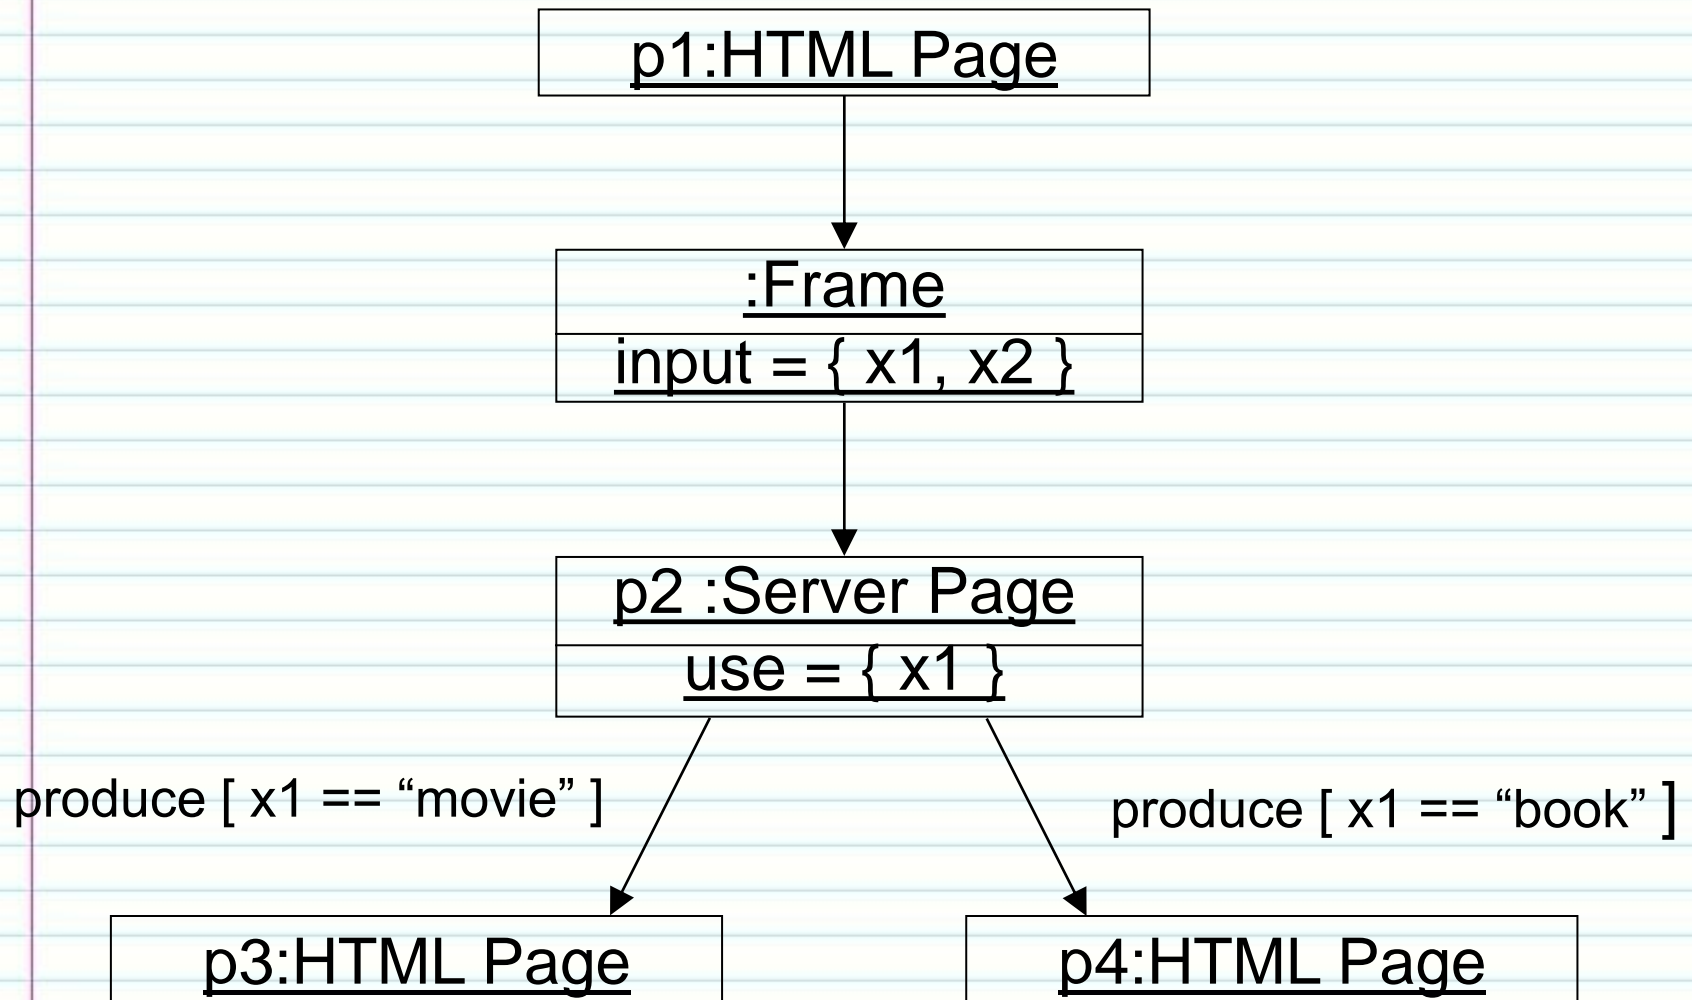 p1:HTML Page
:Frame
input = { x1, x2 }
p2 :Server Page
use = { x1 }
produce [ x1 == “movie” ]
produce [ x1 == “book” ]
p3:HTML Page
p4:HTML Page